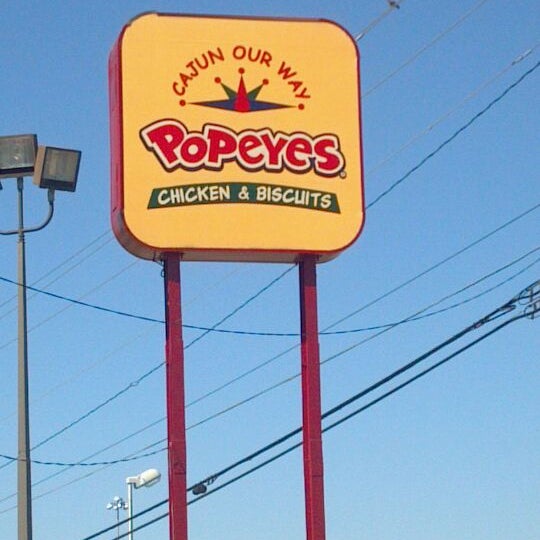 CAJUN OUR WAY
POPEYES®
CHICKEN & BISCUITS